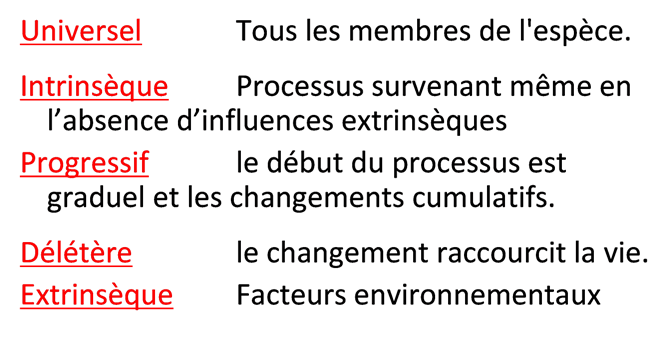 Universel Tous les membres de l'espèce.
Intrinsèque Processus survenant même en
l’absence d’influences extrinsèques
Progressif le début du processus est
graduel et les changements cumulatifs.
Délétère le changement raccourcit la vie.
Extrinsèque Facteurs environnementaux